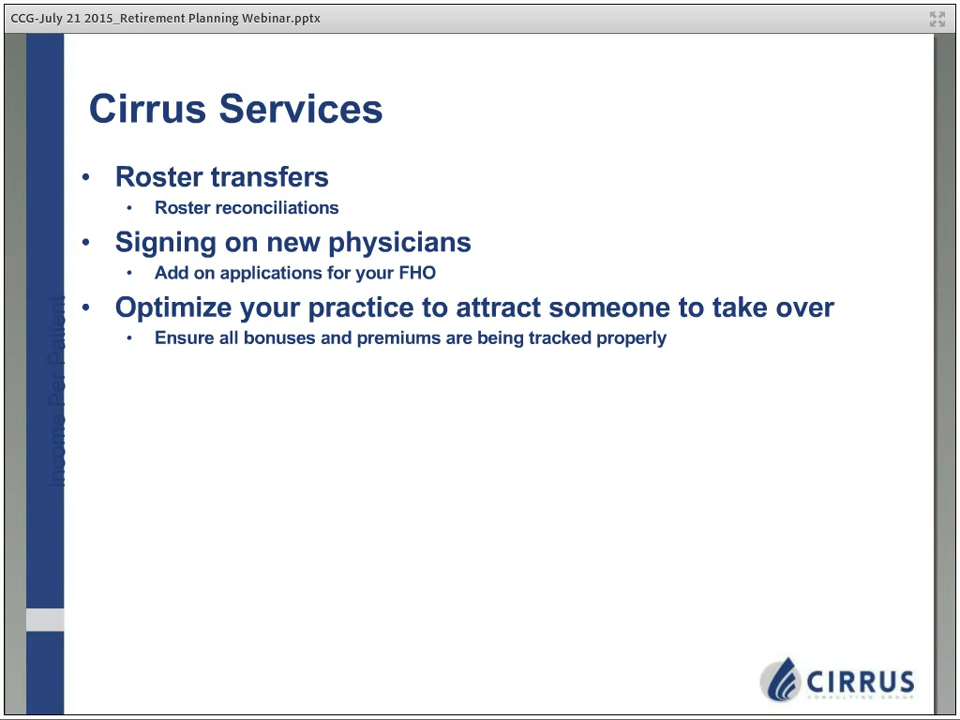 CCG-July 21 2015_Retirement Planning Webinar.pptx
Cirrus Services
• Roster transfers
• Roster reconciliations
• Signing on new physicians
• Add on applications for your FHO
• Optimize your practice to attract someone to take over
• Ensure all bonuses and premiums are being tracked properly
Income Per Patient
CIRRUS
CONSULTING GROUP